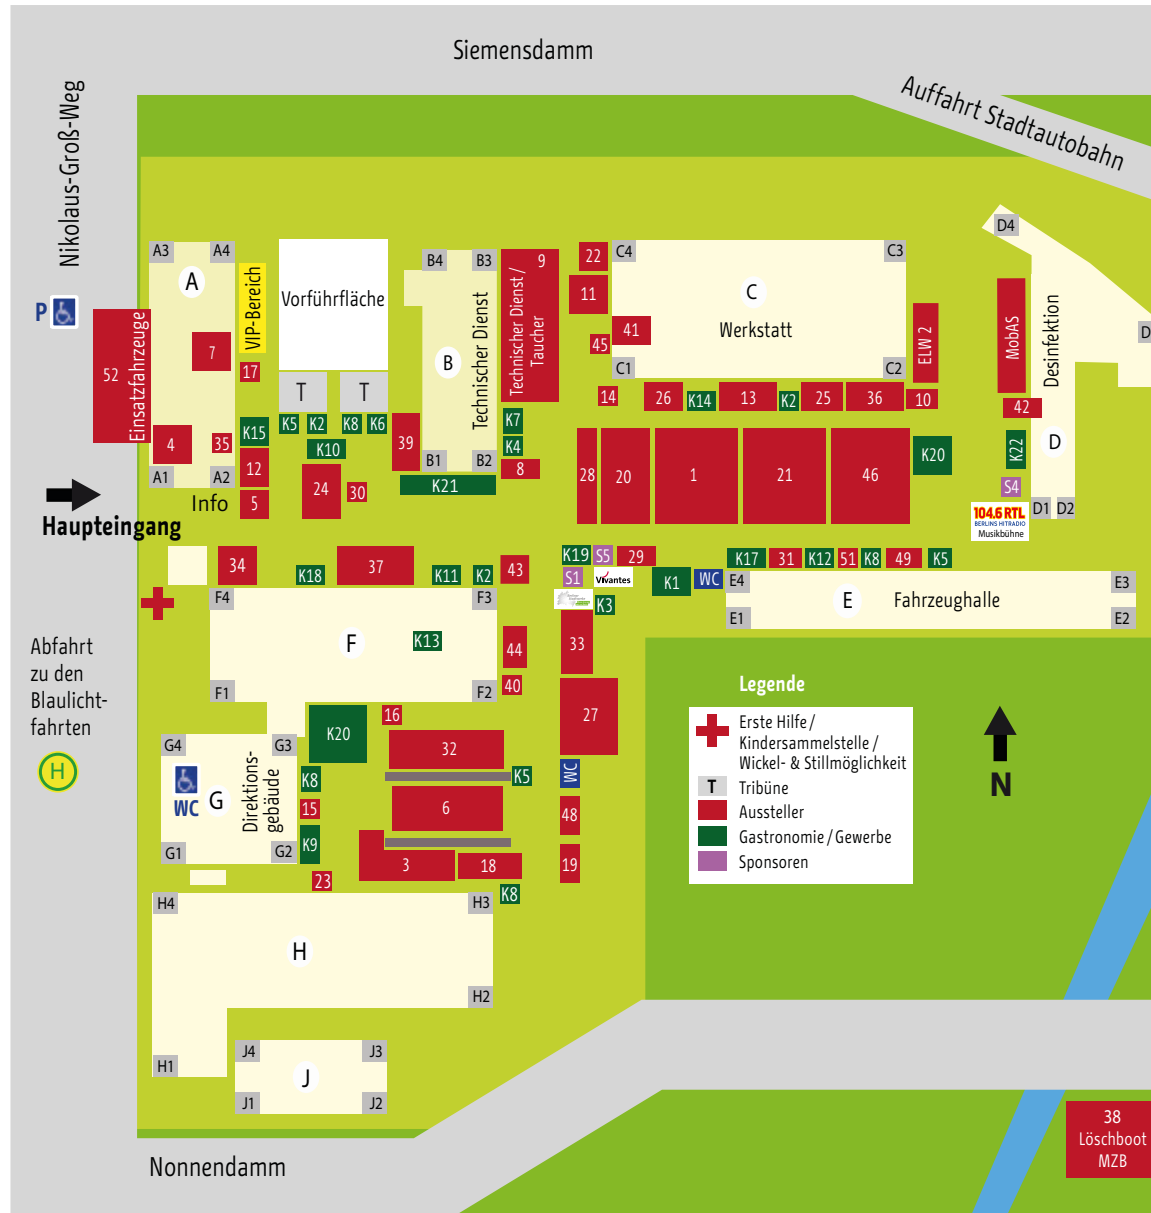 Siemensdamm
Auffahrt Stadtautobahn
Nikolaus-Groß-Weg
P
52
Einsatzfahrzeuge
A3
A4
A
7
4
35
A1
A2
Info
VIP-Bereich
17
K15
12
5
Vorführfläche
T
T
K5
K2
K8
K6
K10
24
30
39
B4
B3
B
Technischer Dienst
B1
B2
K21
9
Technischer Dienst /
Taucher
K7
K4
8
22
11
45
41
14
C4
C3
C
Werkstatt
C1
C2
26
K14
13
K2
25
36
10
ELW 2
MobAS
42
K22
S4
D4
D
Desinfektion
D
D1
D2
28
20
1
21
46
K20
104.6 RTL
BERLINS HITRADIO
Musikbühne
Haupteingang
34
K18
37
K11
K2
43
K19
S5
29
S1
Vivantes
K1
WC
K3
K17
31
K12
51
K8
49
K5
E4
E3
E
Fahrzeughalle
E1
E2
F4
F3
F
K13
F1
F2
44
40
33
27
Abfahrt
zu den
Blaulicht-
fahrten
H
G4
G3
WC
G
Direktions-
gebäude
G1
G2
K20
16
32
K8
K5
15
6
K9
3
18
23
K8
WC
48
19
Legende
Erste Hilfe /
Kindersammelstelle /
Wickel- & Stillmöglichkeit
T
Tribüne
Aussteller
Gastronomie / Gewerbe
Sponsoren
N
H4
H3
H
H2
H1
J4
J3
J
J1
J2
Nonnendamm
38
Löschboot
MZB